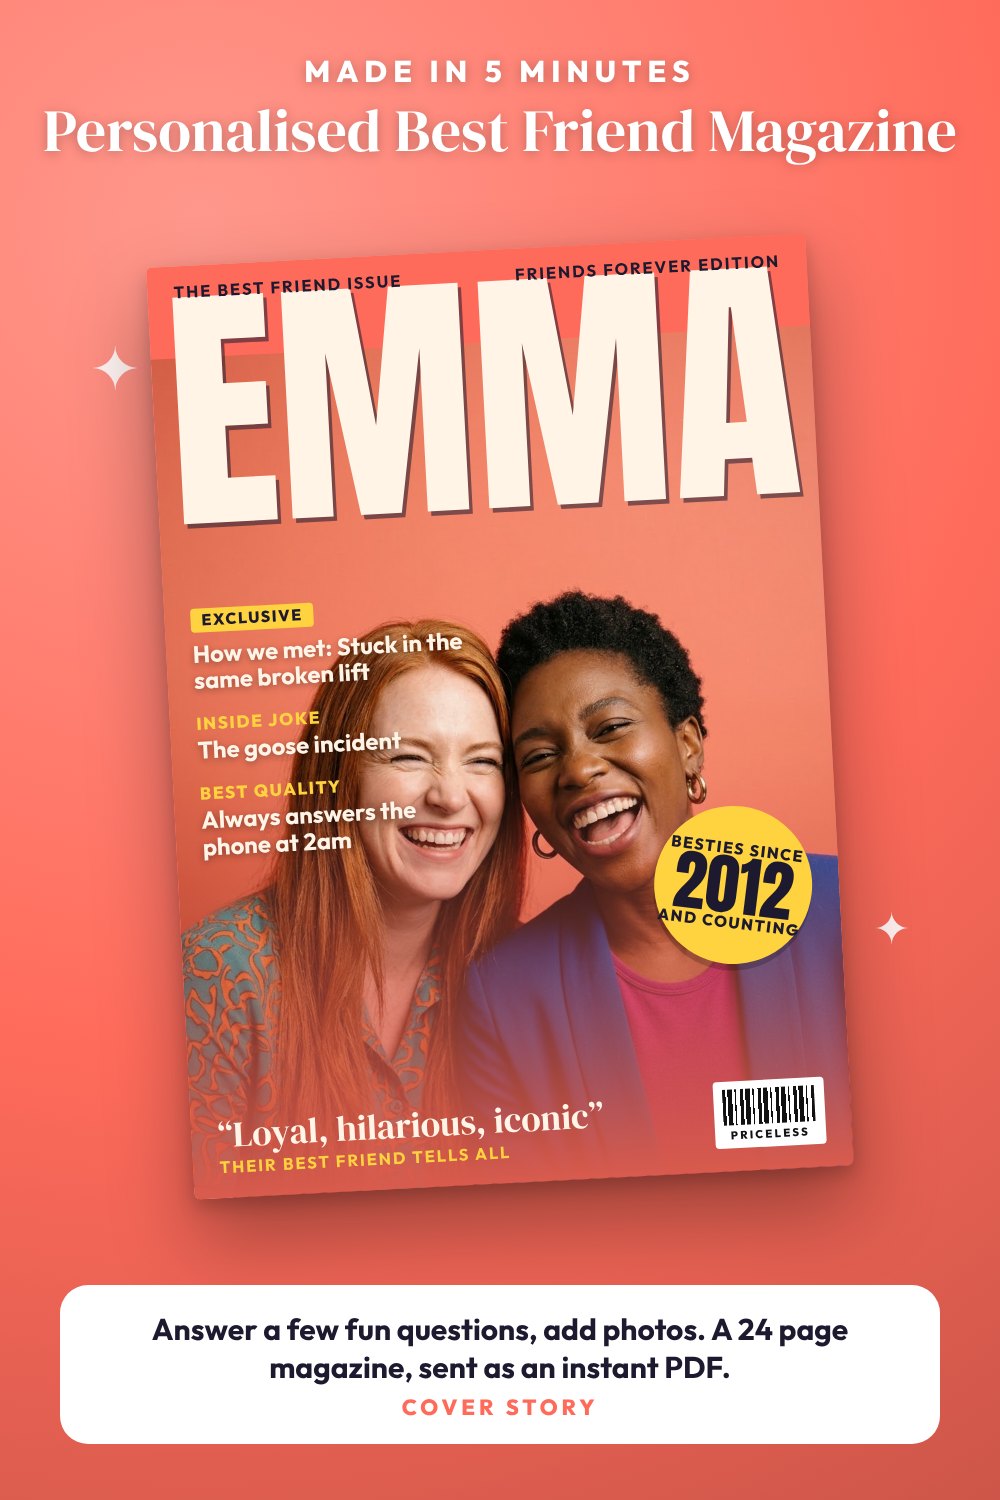 MADE IN 5 MINUTES
Personalised Best Friend Magazine
THE BEST FRIEND ISSUE
FRIENDS FOREVER EDITION
EMMA
EXCLUSIVE
How we met: Stuck in the
same broken lift
INSIDE JOKE
The goose incident
BEST QUALITY
Always answers the
phone at 2am
BESTIES SINCE
2012
AND COUNTING
“Loyal, hilarious, iconic”
THEIR BEST FRIEND TELLS ALL
PRICELESS
Answer a few fun questions, add photos. A 24 page
magazine, sent as an instant PDF.
COVER STORY